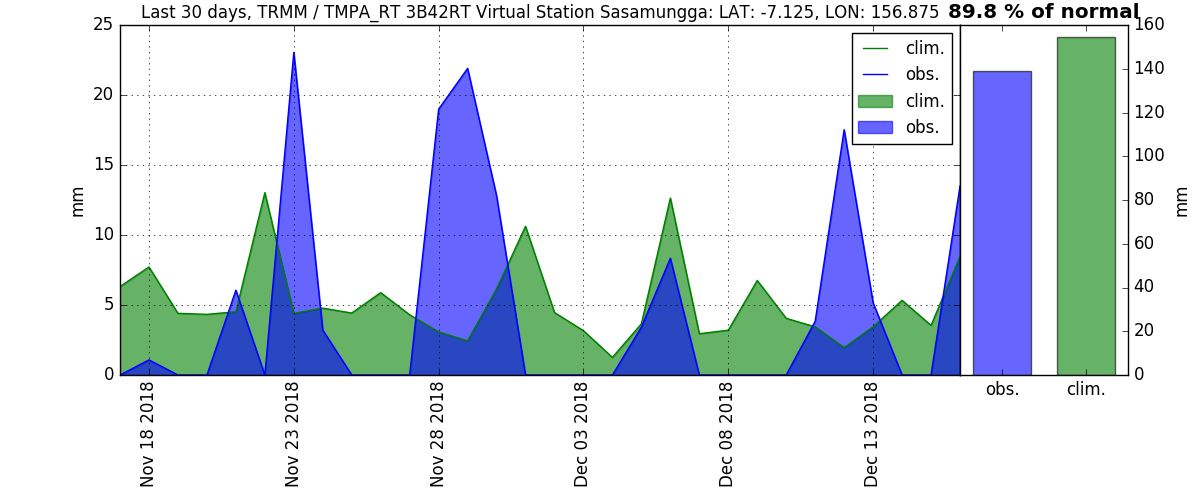 Last 30 days, TRMM / TMPA_RT 3B42RT Virtual Station Sasamungga: LAT: -7.125, LON: 156.875 89.8 % of normal
25
20
15
10
5
0
mm
clim.
obs.
clim.
obs.
160
140
120
100
80
60
40
20
0
mm
obs.
clim.
Nov 18 2018
Nov 23 2018
Nov 28 2018
Dec 03 2018
Dec 08 2018
Dec 13 2018